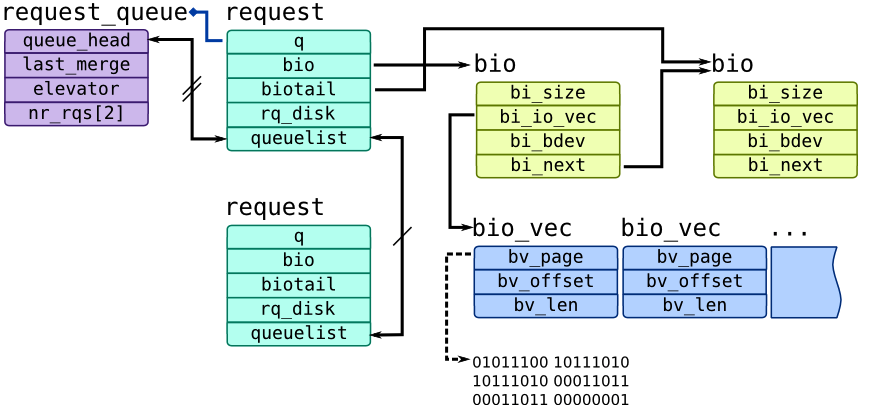 request_queue
queue_head
last_merge
elevator
nr_rqs[2]
request
q
bio
biotail
rq_disk
queuelist
request
q
bio
biotail
rq_disk
queuelist
bio
bi_size
bi_io_vec
bi_bdev
bi_next
bio
bi_size
bi_io_vec
bi_bdev
bi_next
bio_vec
bv_page
bv_offset
bv_len
bio_vec
bv_page
bv_offset
bv_len
...
01011100 10111010
10111010 00011011
00011011 00000001